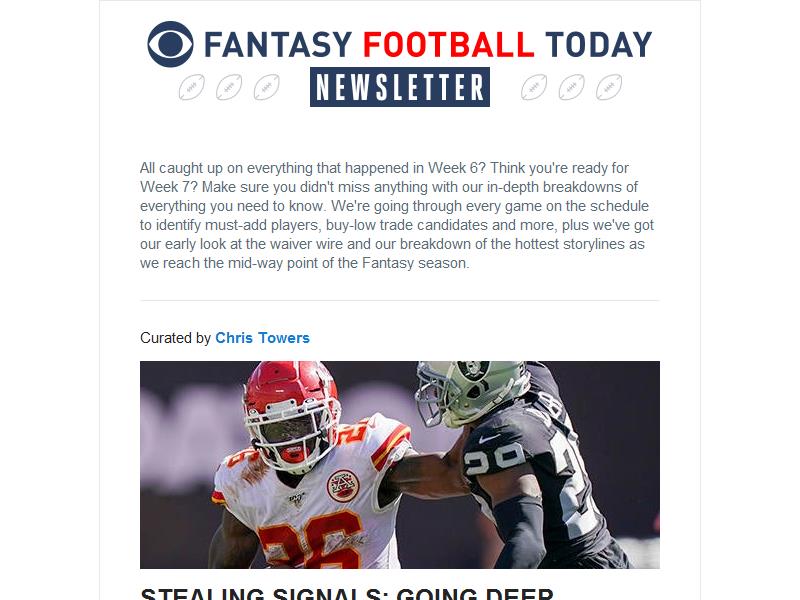 FANTASY FOOTBALL TODAY
NEWSLETTER
All caught up on everything that happened in Week 6? Think you're ready for
Week 7? Make sure you didn't miss anything with our in-depth breakdowns of
everything you need to know. We're going through every game on the schedule
to identify must-add players, buy-low trade candidates and more, plus we've got
our early look at the waiver wire and our breakdown of the hottest storylines as
we reach the mid-way point of the Fantasy season.
Curated by Chris Towers
26
26
29
STEALING SIGNALS: GOING DEEP